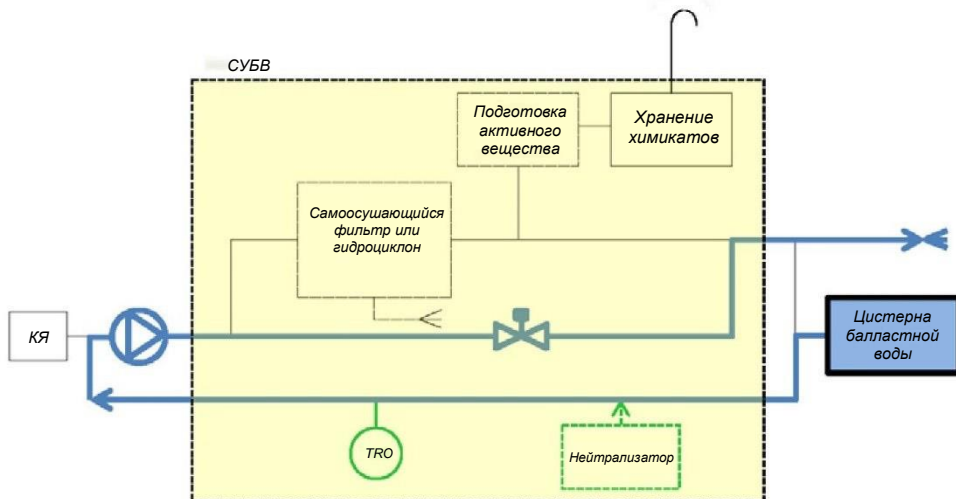 СУБВ
Подготовка
активного
вещества
Хранение
химикатов
Самоосушающийся
фильтр или
гидроциклон
КЯ
Цистерна
балластной
воды
TRO
Нейтрализатор